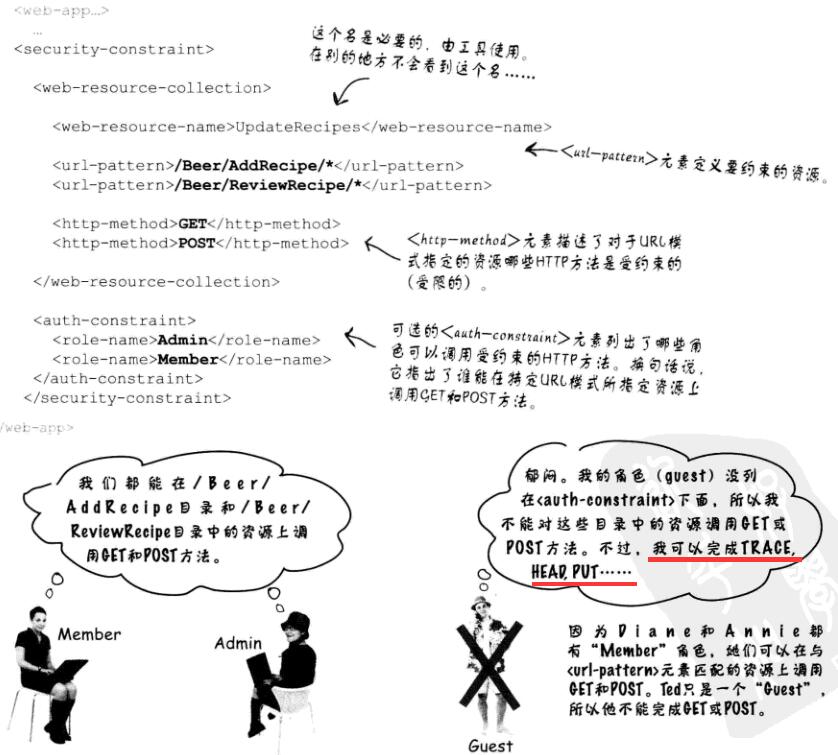 <web-app…>
…
<security-constraint>
这个名是必要的，由工具使用。
在别的地方不会看到这个名……
<web-resource-collection>
<web-resource-name>UpdateRecipes</web-resource-name>
<url-pattern>/Beer/AddRecipe/*</url-pattern>
<url-pattern>/Beer/ReviewRecipe/*</url-pattern>
<url-pattern>元素定义要约束的资源。
<http-method>GET</http-method>
<http-method>POST</http-method>
<http-method>元素描述了对于URL模
式指定的资源哪些HTTP方法是受约束的
(受限的)。
</web-resource-collection>
<auth-constraint>
<role-name>Admin</role-name>
<role-name>Member</role-name>
</auth-constraint>
</security-constraint>
可选的<auth-constraint>元素列出了哪些角
色可以调用受约束的HTTP方法。换句话说，
它指出了谁能在特定URL模式所指定资源上
调用GET和POST方法。
/web-app>
我们都能在/Beer/
AddRecipe目录和/Beer/
ReviewRecipe目录中的资源上调
用GET和POST方法。
Member
Admin
郁闷。我的角色(guest)没列
在<auth-constraint>下面，所以我
不能对这些目录中的资源调用GET或
POST方法。不过，我可以完成TRACE,
HEAD, PUT……
Guest
因为Diane和Annie都
有“Member”角色，她们可以在与
<url-pattern>元素匹配的资源上调用
GET和POST。Ted只是一个“Guest”，
所以他不能完成GET或POST。